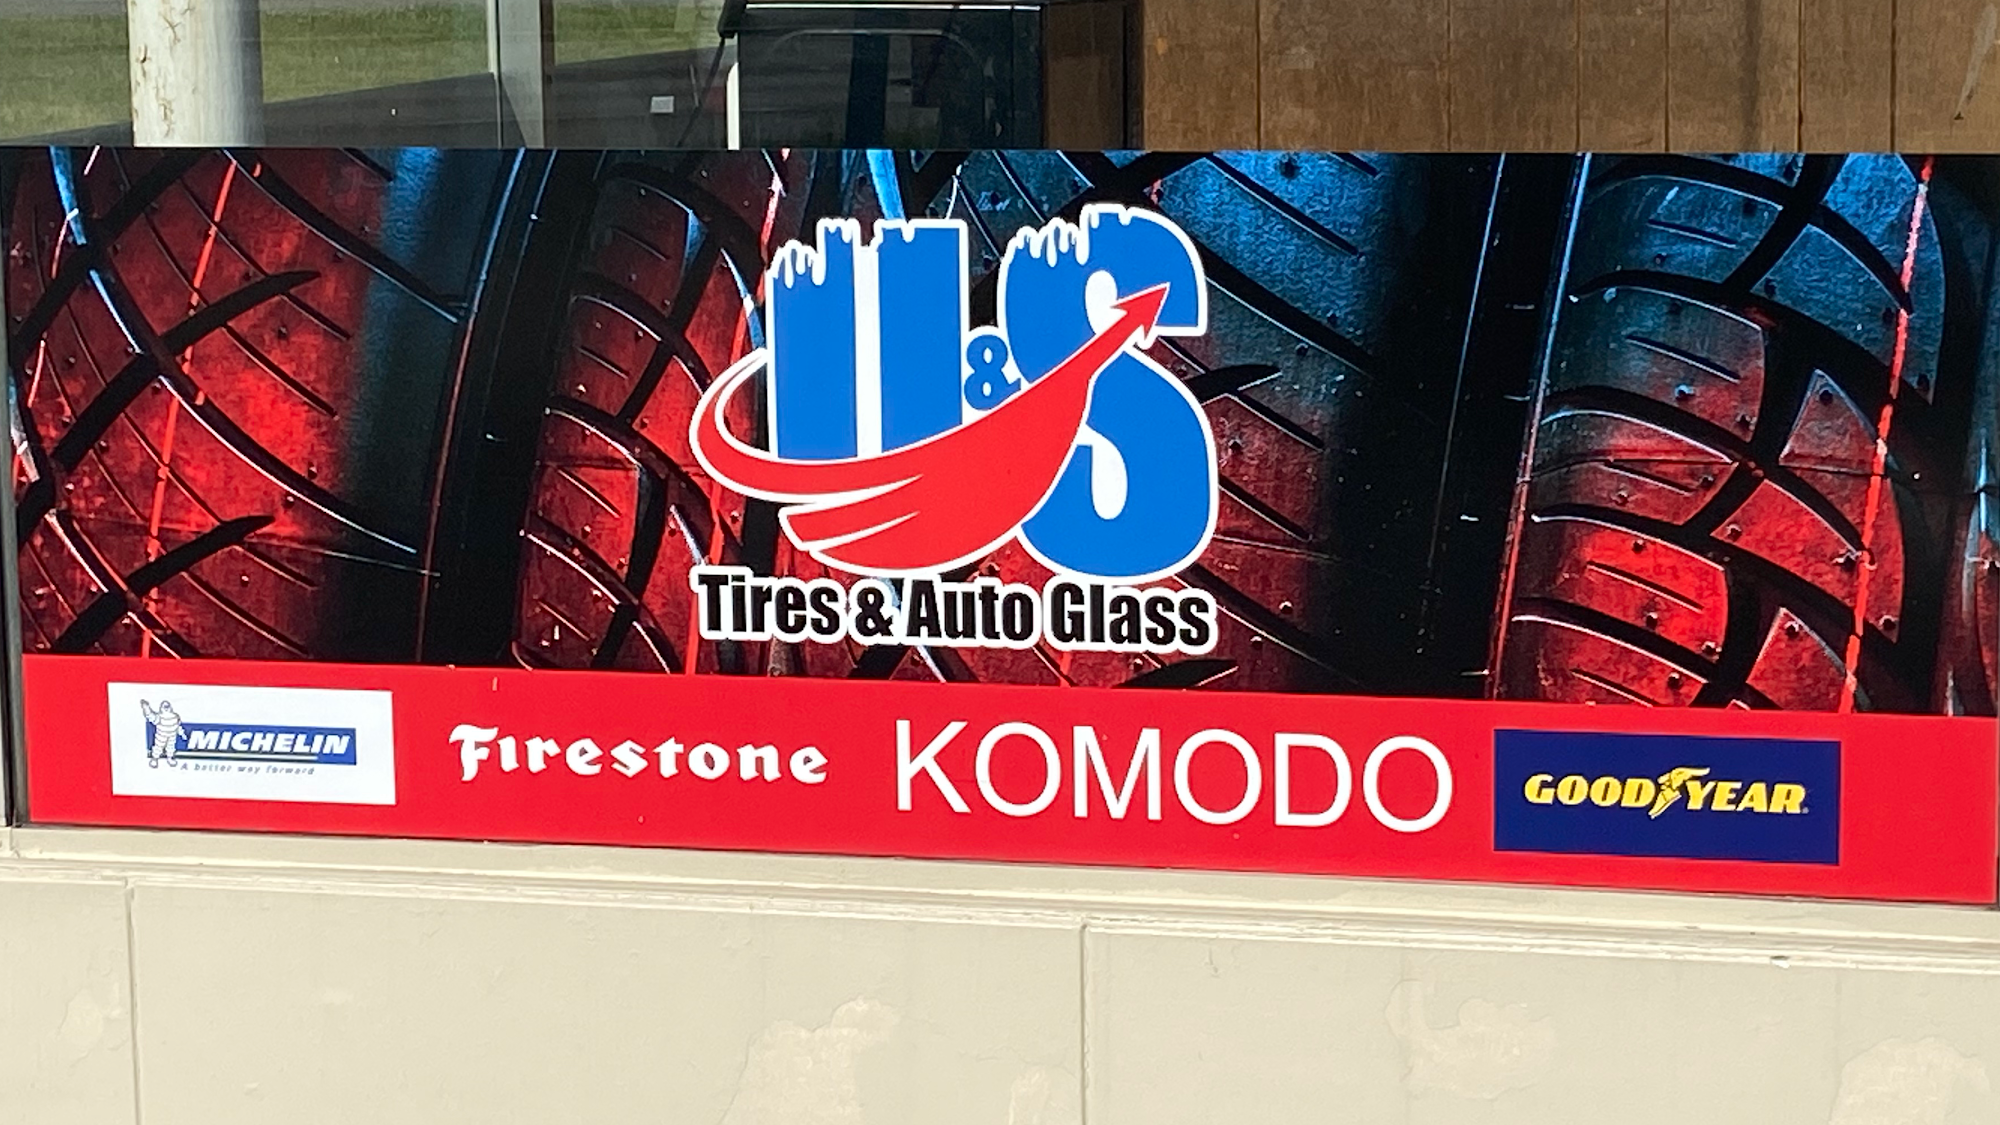 U&S
Tires & Auto Glass
MICHELIN
A better way forward
Firestone
KOMODO
GOODYEAR